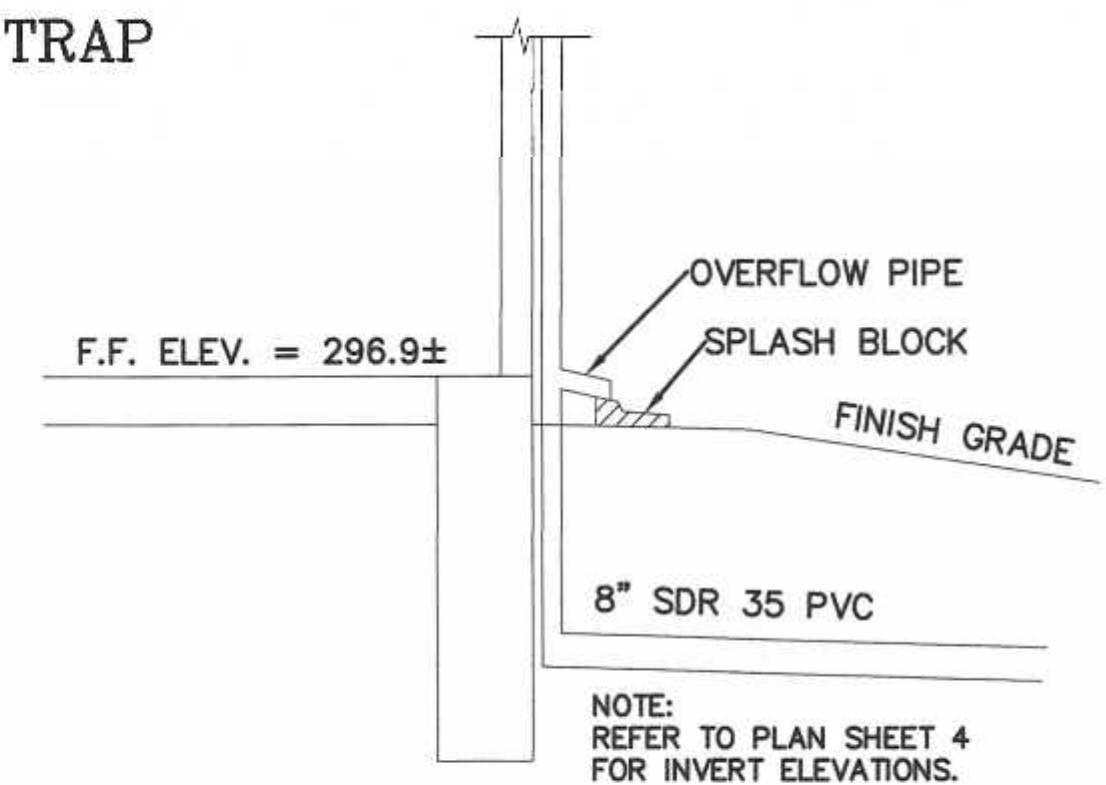 TRAP
OVERFLOW PIPE
SPLASH BLOCK
F.F. ELEV. = 296.9±
FINISH GRADE
8" SDR 35 PVC
NOTE:
REFER TO PLAN SHEET 4
FOR INVERT ELEVATIONS.